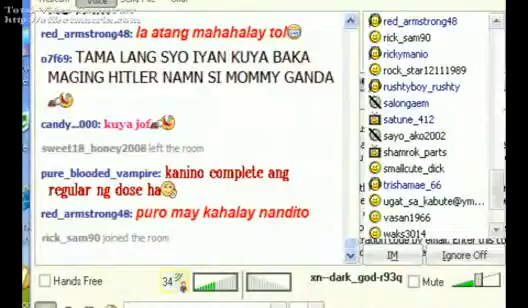 red_armstrong48: la atang mahahalay tol
n7f69: TAMA LANG SYO IYAN KUYA BAKA
MAGING HITLER NAMN SI MOMMY GANDA
candy...000: kuya jof
sweet18_honey2008 left the room
pure_blooded_vampire: kanino complete ang
regular ng dose ha
red_armstrong48: puro may kahalay nandito
rick_sam90 joined the room
red_armstrong48
rick_sam90
rickymanio
rock_star12111989
rushtyboy_rushty
salongaem
satune_412
sayo_ako2002
shamrok_parts
smallcute_dick
trishamae_66
ugat_sa_kabute@ym...
vasan1966
waks3014
IM
Ignore Off
Hands Free
34
xn--dark_god-r93q
Mute